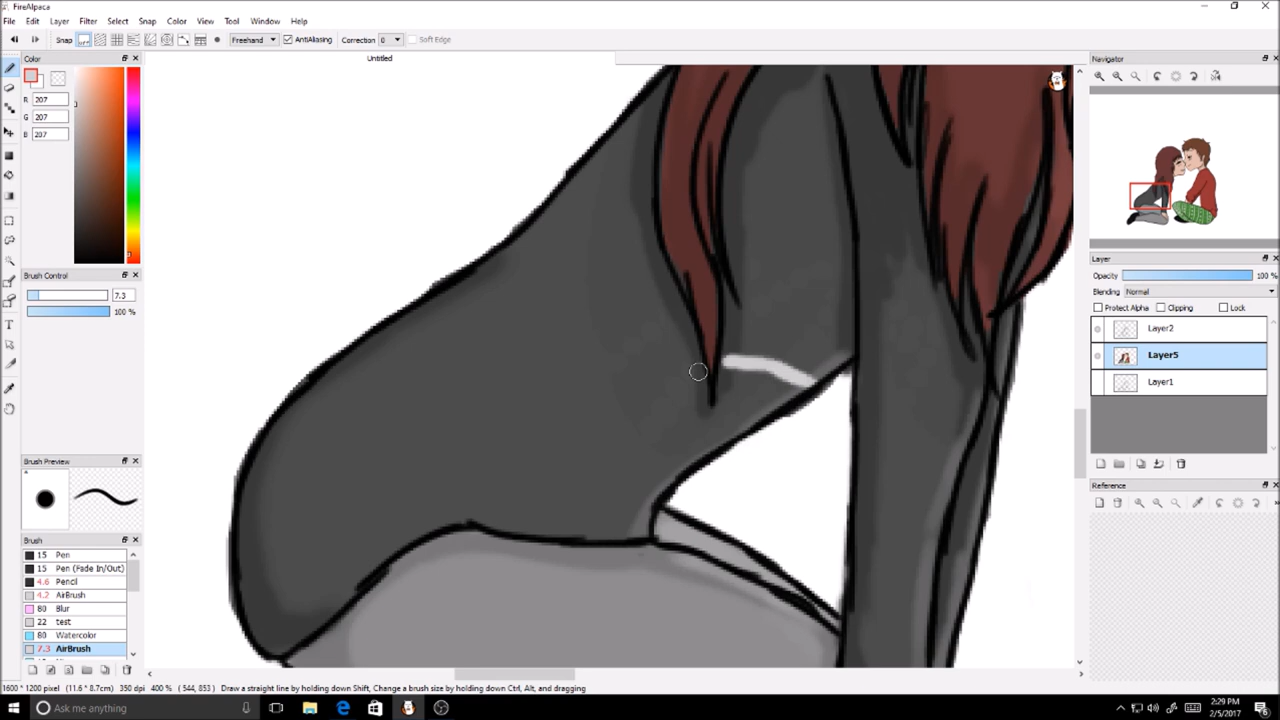 FireAlpaca
File Edit Layer Filter Select Snap Color View Tool Window Help
Snap Freehand AntiAliasing Correction 0 Soft Edge
Color Untitled Navigator
R 207
G 207
B 207
Layer
Opacity 100 %
Brush Control Blending Normal
7.3 Protect Alpha Clipping Lock
100 % Layer2
Layer5
Layer1
Brush Preview
Reference
Brush
15 Pen
15 Pen (Fade In/Out)
4.6 Pencil
4.2 AirBrush
80 Blur
22 test
80 Watercolor
7.3 AirBrush
1600 * 1200 pixel (11.6 * 8.7cm) 350 dpi 400 % ( 544, 853 ) Draw a straight line by holding down Shift, Change a brush size by holding down Ctrl, Alt, and dragging
Ask me anything 2:29 PM
2/5/2017